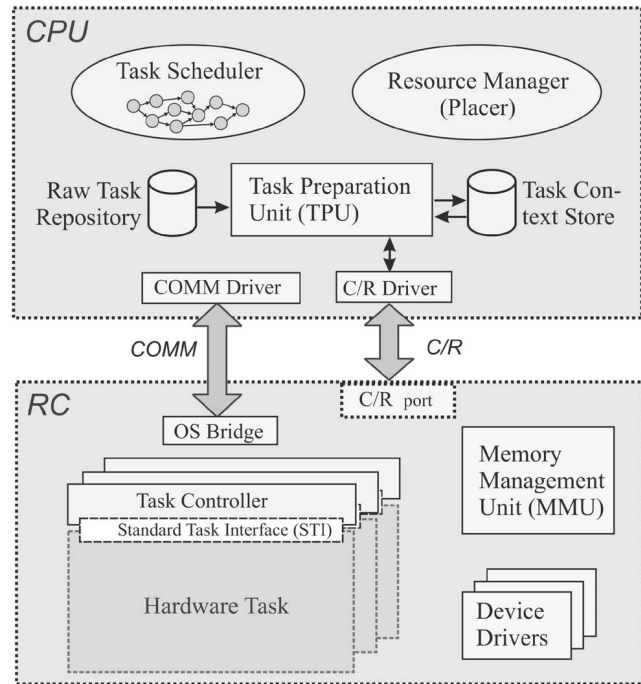 CPU
Task Scheduler
Resource Manager
(Placer)
Raw Task
Repository
Task Preparation
Unit (TPU)
Task Con-
text Store
COMM Driver
C/R Driver
COMM
C/R
RC
C/R port
OS Bridge
Task Controller
Standard Task Interface (STI)
Hardware Task
Memory
Management
Unit (MMU)
Device
Drivers